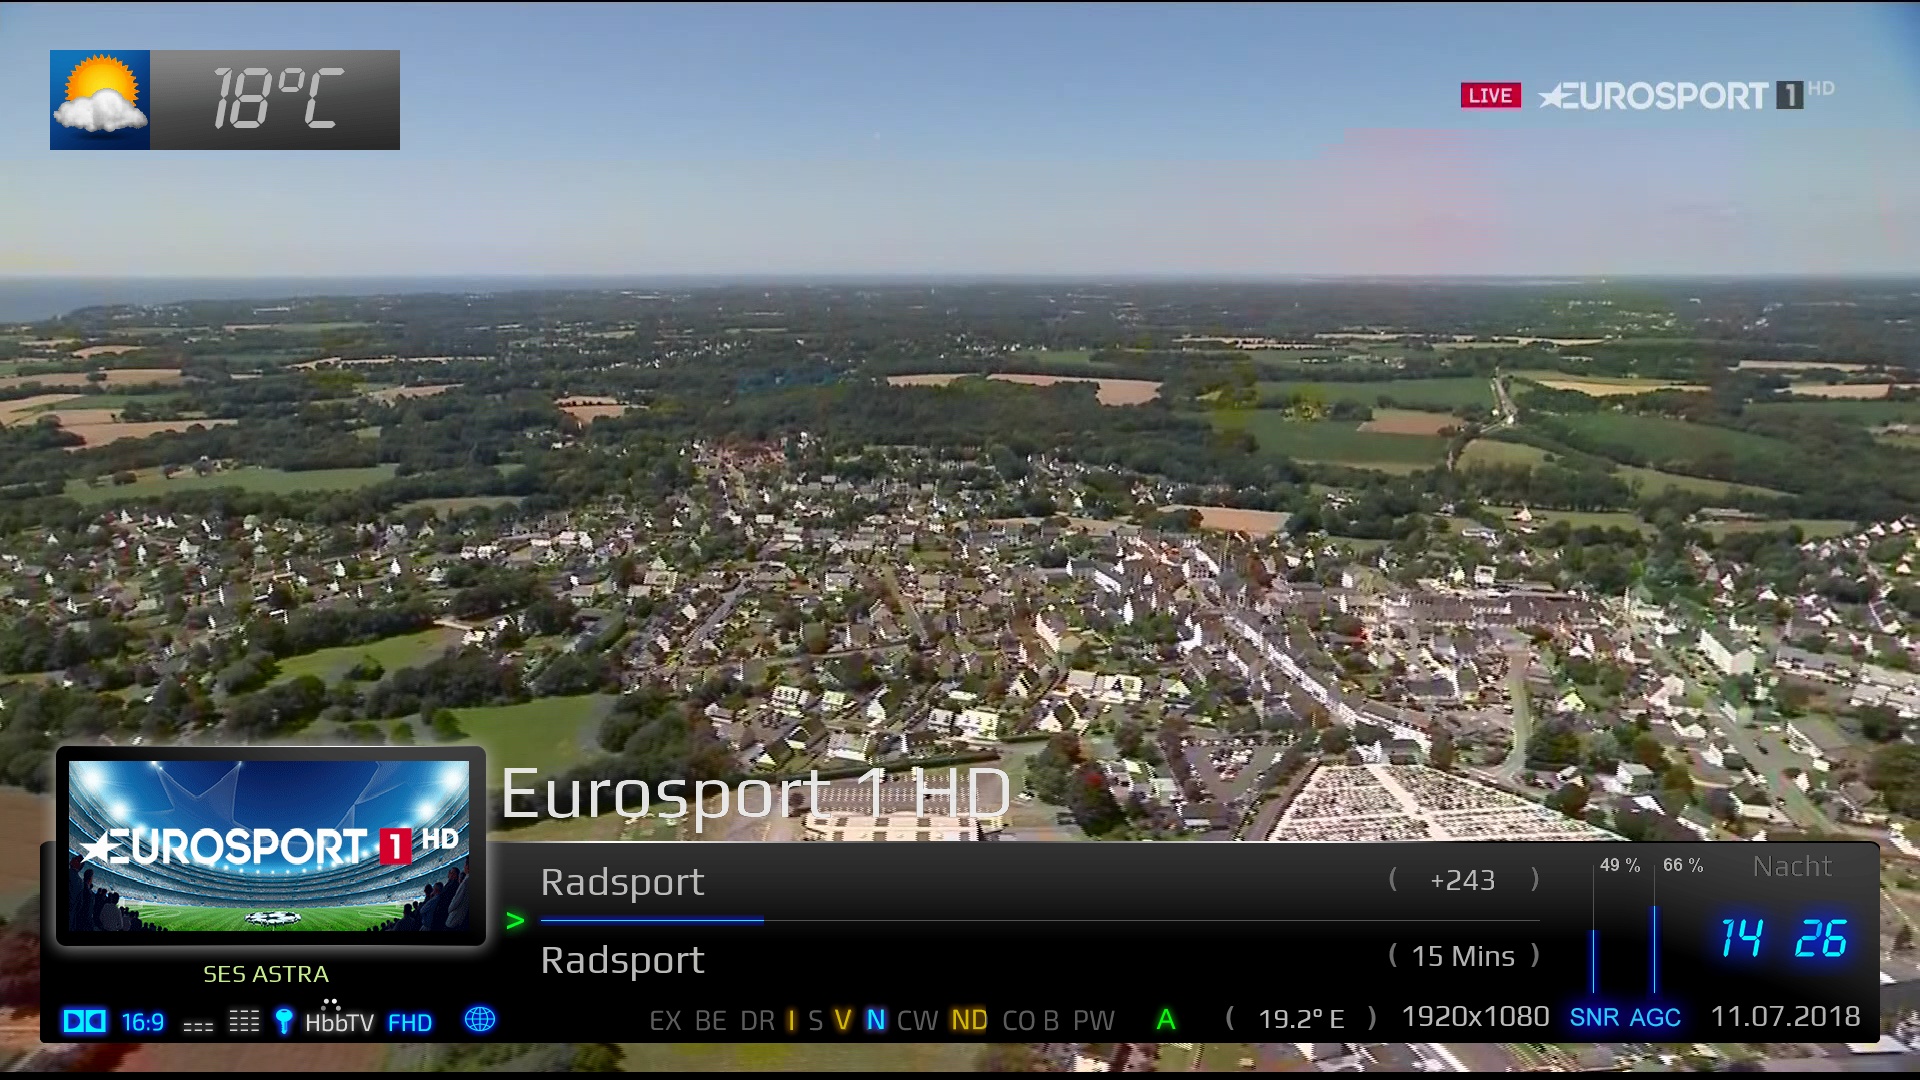 18°C
LIVE EUROSPORT 1 HD
EUROSPORT 1 HD
Eurosport 1 HD
Radsport ( +243 )
>
Radsport ( 15 Mins )
49 % 66 % Nacht
14 26
SES ASTRA
16:9 HbbTV FHD
EX BE DR I S V N CW ND CO B PW A ( 19.2° E ) 1920x1080 SNR AGC 11.07.2018